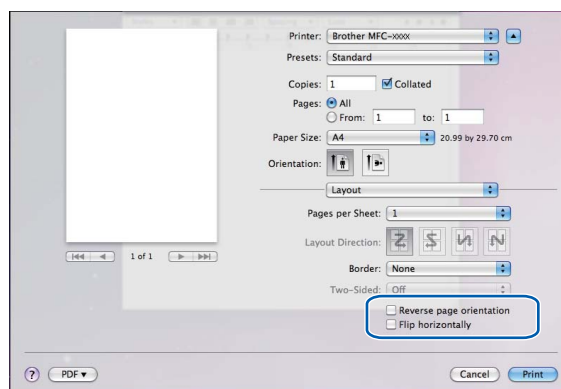 Printer: Brother MFC-xxxx
Presets: Standard
Copies: 1 Collated
Pages: All
From: 1 to: 1
Paper Size: A4 20.99 by 29.70 cm
Orientation:
Layout
Pages per Sheet: 1
Layout Direction:
1 of 1
Border: None
Two-Sided: Off
Reverse page orientation
Flip horizontally
? PDF Cancel Print